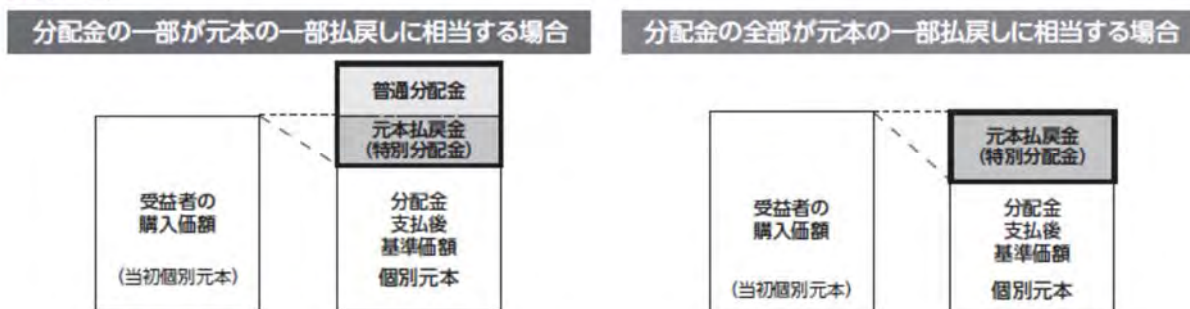 分配金の一部が元本の一部払戻しに相当する場合
普通分配金
元本払戻金
(特別分配金)
受益者の
購入価額
(当初個別元本)
分配金
支払後
基準価額
個別元本
分配金の全部が元本の一部払戻しに相当する場合
元本払戻金
(特別分配金)
受益者の
購入価額
(当初個別元本)
分配金
支払後
基準価額
個別元本